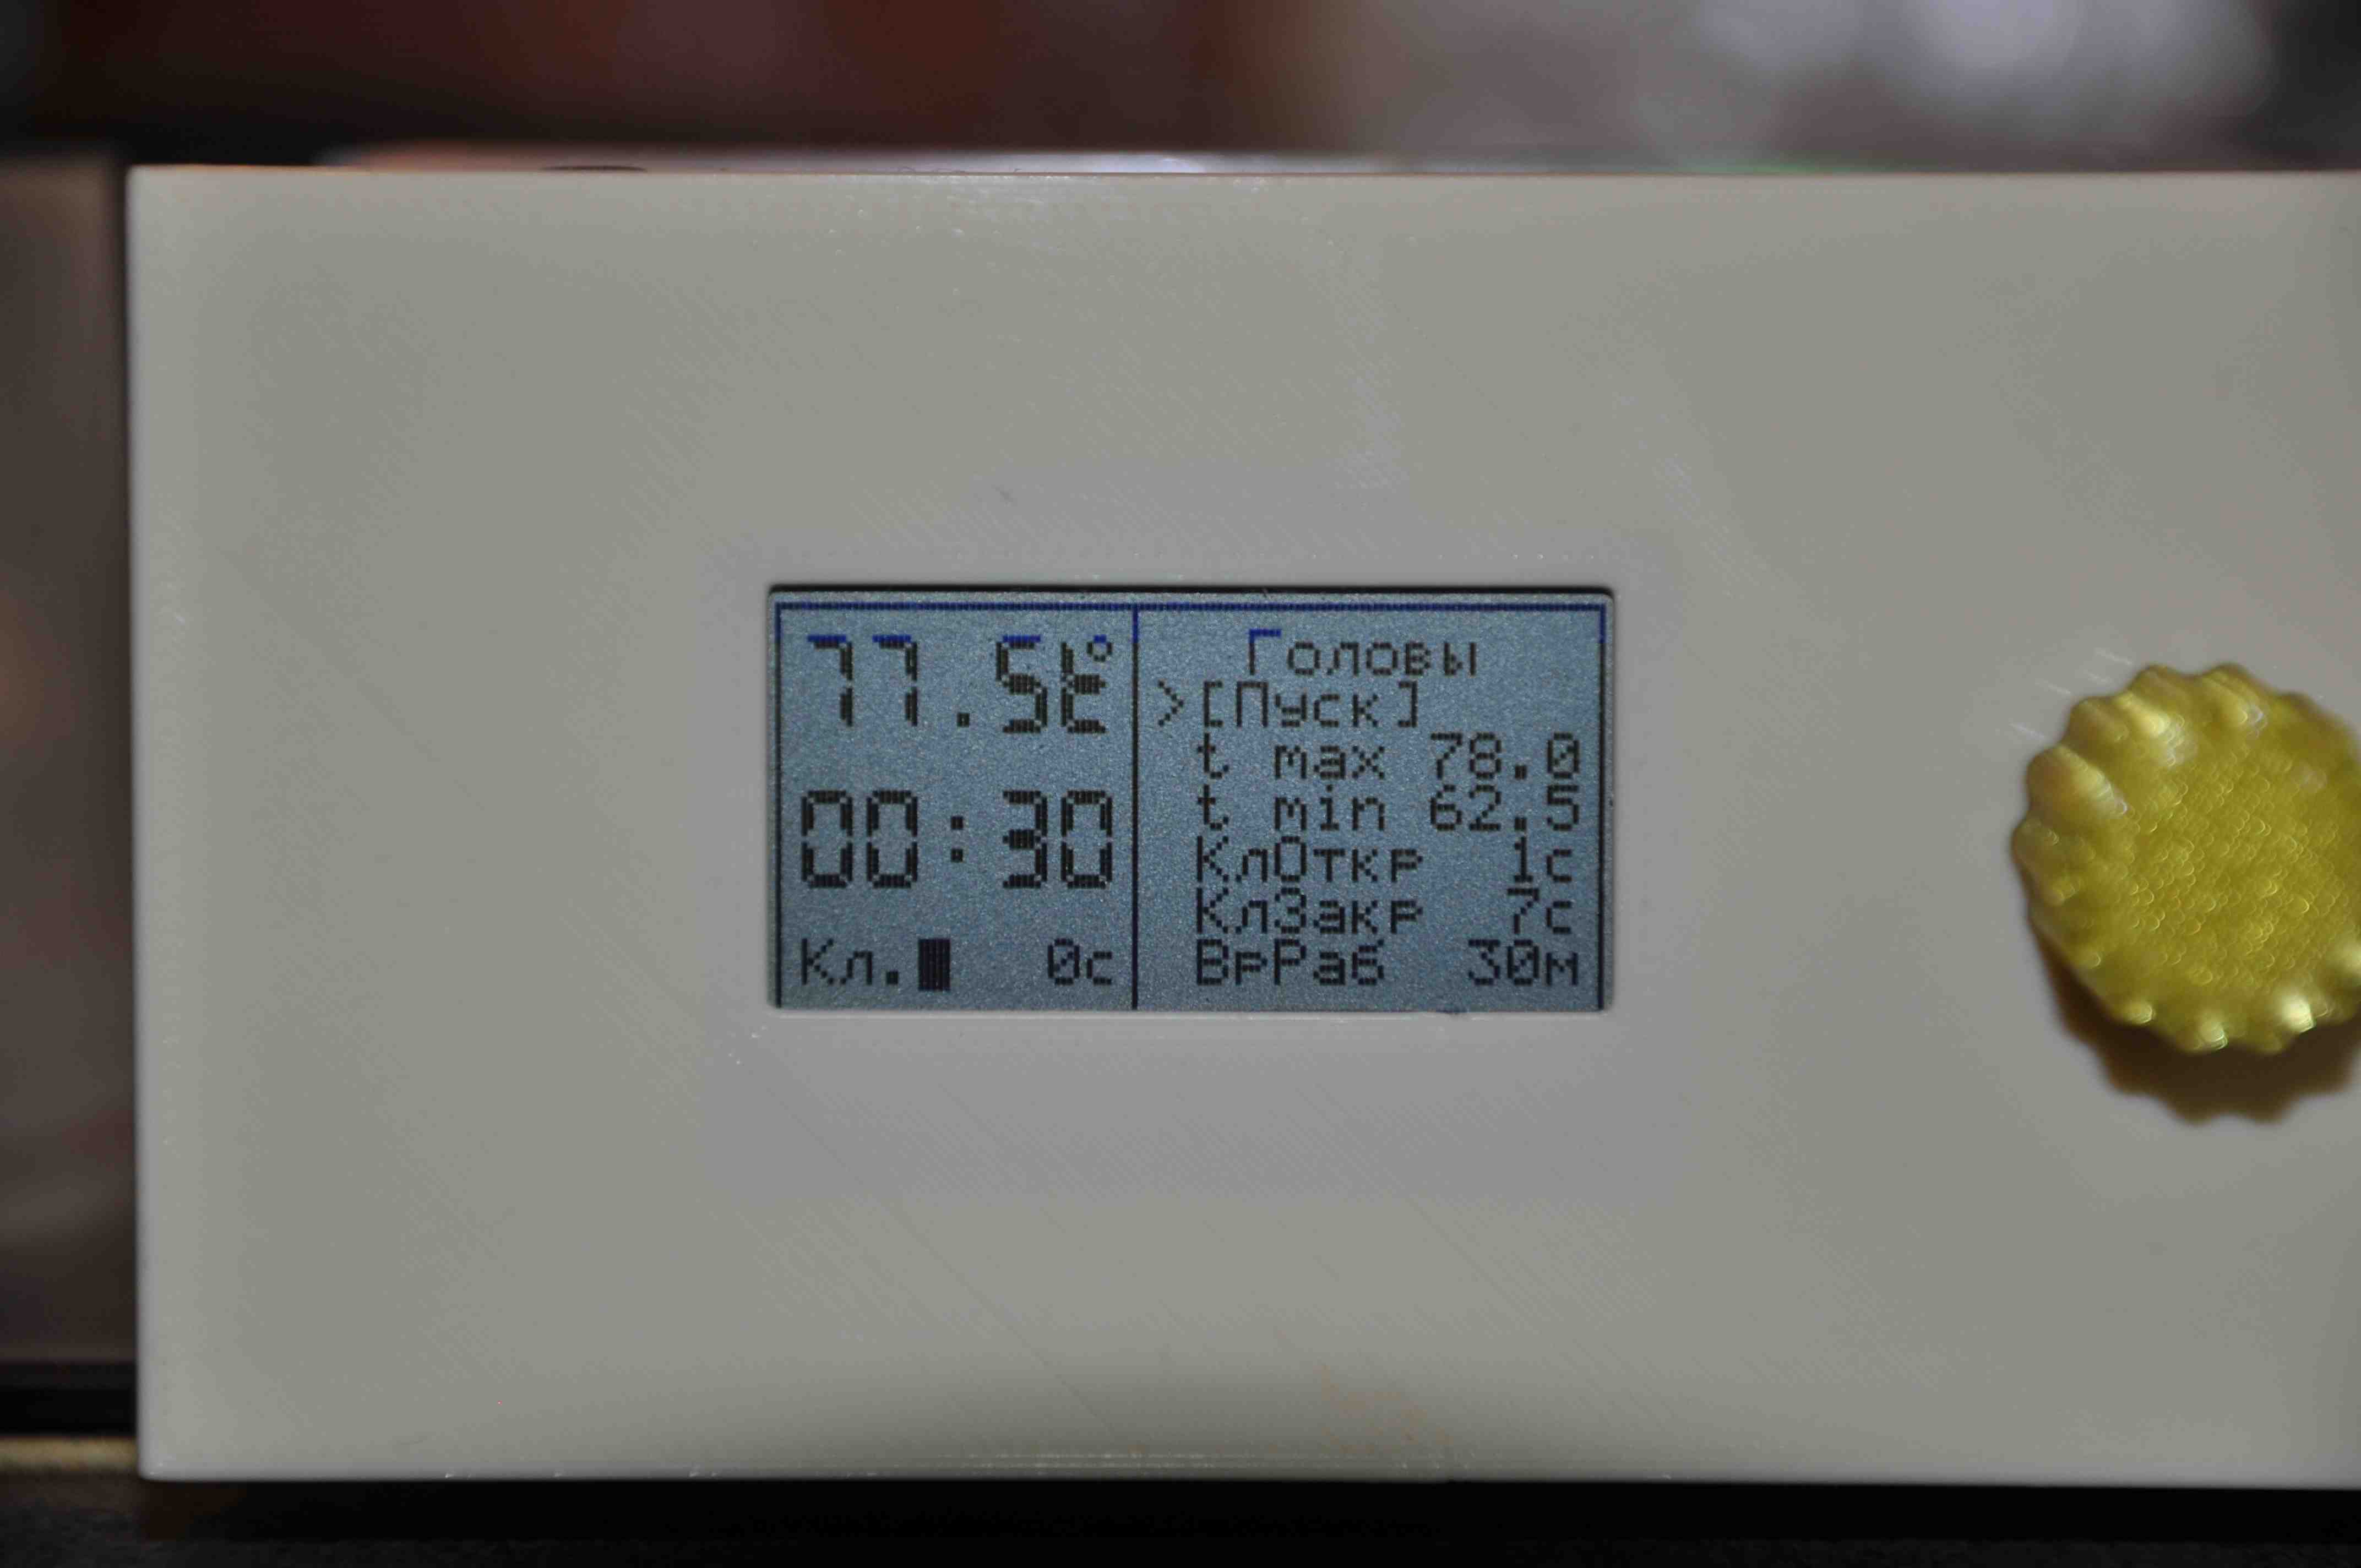 77.5t°
00:30
Кл. 0с
Головы
>[Пуск]
t max 78.0
t min 62.5
КлОткр 1с
КлЗакр 7с
ВрРаб 30м